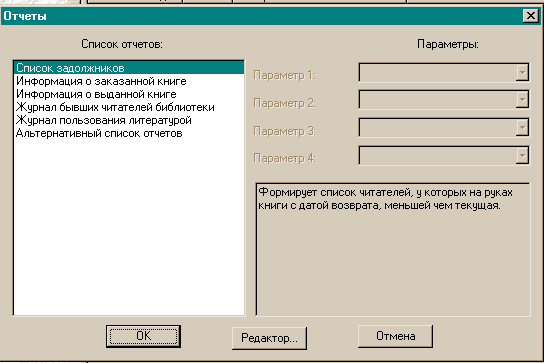 Отчеты
Список отчетов:
Параметры:
Список задолжников
Информация о заказанной книге
Информация о выданной книге
Журнал бывших читателей библиотеки
Журнал пользования литературой
Альтернативный список отчетов
Параметр 1:
Параметр 2:
Параметр 3:
Параметр 4:
Формирует список читателей, у которых на руках
книги с датой возврата, меньшей чем текущая.
OK
Редактор...
Отмена